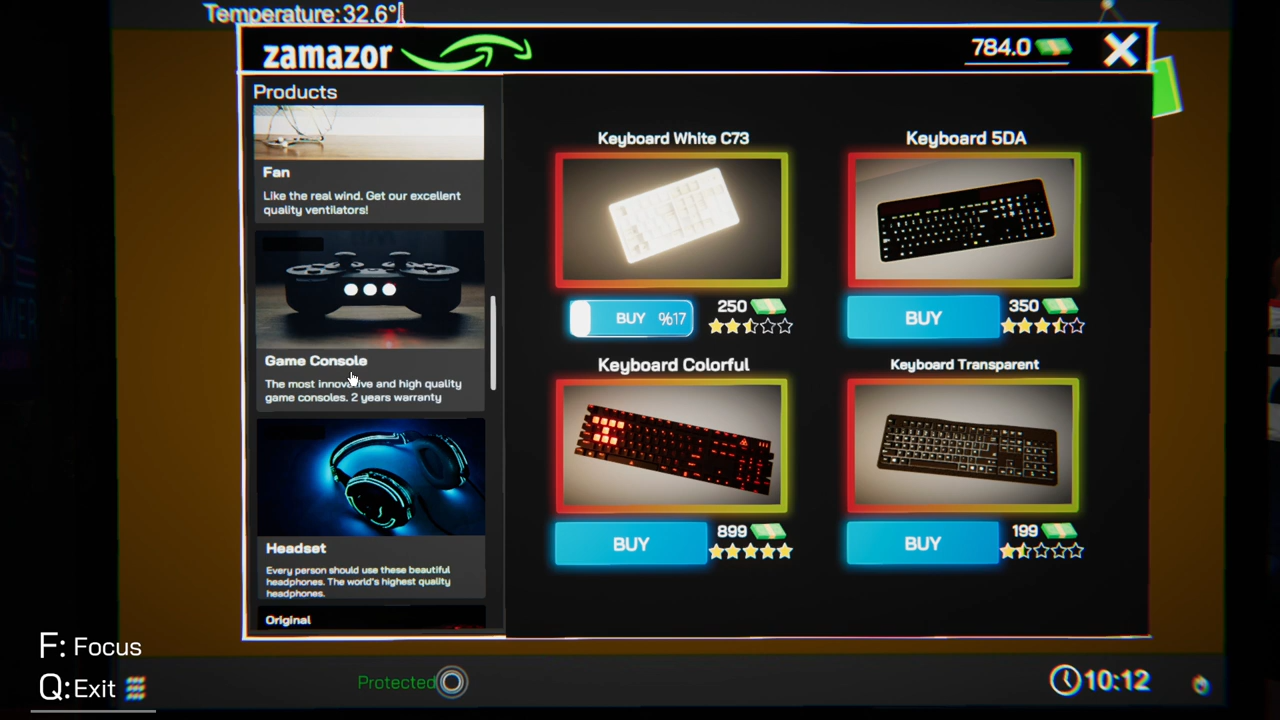 Temperature:32.6°
zamazor
784.0
Products
Fan
Like the real wind. Get our excellent
quality ventilators!
Game Console
The most innovative and high quality
game consoles. 2 years warranty
Headset
Every person should use these beautiful
headphones. The world's highest quality
headphones.
Original
Keyboard White C73
BUY %17
250
Keyboard 5DA
BUY
350
Keyboard Colorful
BUY
899
Keyboard Transparent
BUY
199
F: Focus
Q:Exit
Protected
10:12